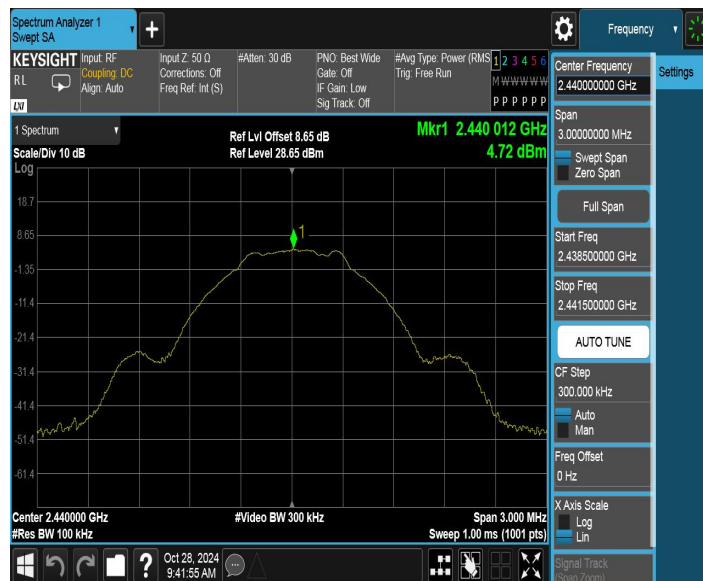 Spectrum Analyzer 1
Swept SA
+
Frequency
KEYSIGHT
RL
LXI
Input: RF
Coupling: DC
Align: Auto
Input Z: 50 Ω
Corrections: Off
Freq Ref: Int (S)
#Atten: 30 dB
PNO: Best Wide
Gate: Off
IF Gain: Low
Sig Track: Off
#Avg Type: Power (RMS
Trig: Free Run
1 2 3 4 5 6
M W W W W W
P P P P P P
1 Spectrum
Scale/Div 10 dB
Log
Ref Lvl Offset 8.65 dB
Ref Level 28.65 dBm
Mkr1 2.440 012 GHz
4.72 dBm
1
18.7
8.65
-1.35
-11.4
-21.4
-31.4
-41.4
-51.4
-61.4
Center 2.440000 GHz
#Res BW 100 kHz
#Video BW 300 kHz
Span 3.000 MHz
Sweep 1.00 ms (1001 pts)
Center Frequency
2.440000000 GHz
Settings
Span
3.00000000 MHz
Swept Span
Zero Span
Full Span
Start Freq
2.438500000 GHz
Stop Freq
2.441500000 GHz
AUTO TUNE
CF Step
300.000 kHz
Auto
Man
Freq Offset
0 Hz
X Axis Scale
Log
Lin
Signal Track
(Span Zoom)
?
Oct 28, 2024
9:41:55 AM